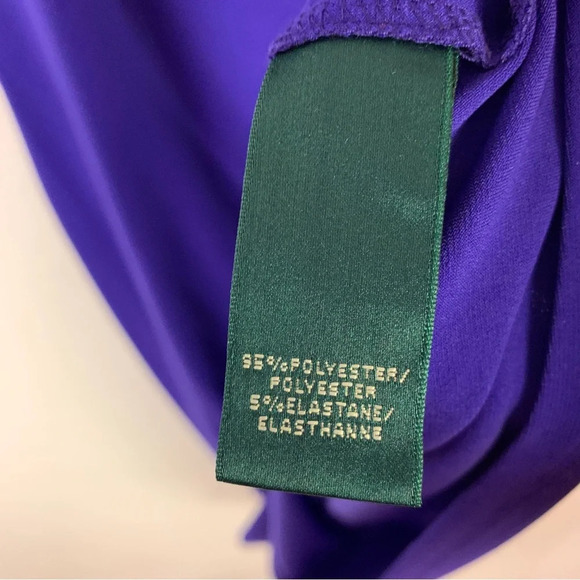 95%POLYESTER/
POLYESTER
5%ELASTANE/
ELASTHANNE